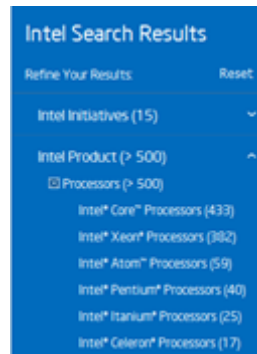 Intel Search Results
Refine Your Results: Reset
Intel Initiatives (15)
Intel Product (> 500)
Processors (> 500)
Intel® Core™ Processors (433)
Intel® Xeon® Processors (382)
Intel® Atom™ Processors (59)
Intel® Pentium® Processors (40)
Intel® Itanium® Processors (25)
Intel® Celeron® Processors (17)